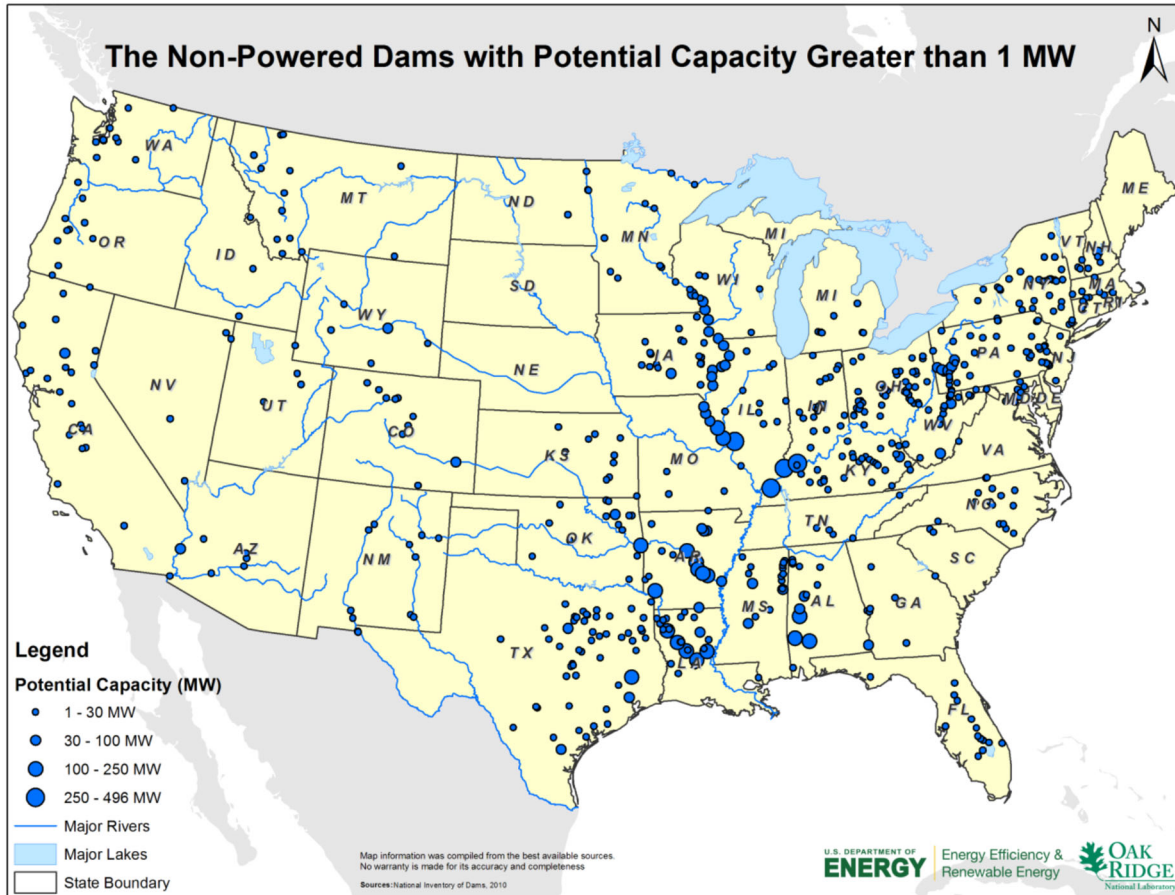 The Non-Powered Dams with Potential Capacity Greater than 1 MW
N
WA
MT
ND
MN
MI
ME
VT
NH
OR
ID
SD
WI
MI
NY
MA
CT
RI
WY
IA
PA
NJ
NV
UT
NE
IL
IN
OH
MD
DE
CA
CO
KS
MO
KY
WV
VA
AZ
NM
OK
AR
TN
NC
SC
TX
LA
MS
AL
GA
FL
Legend
Potential Capacity (MW)
1 - 30 MW
30 - 100 MW
100 - 250 MW
250 - 496 MW
Major Rivers
Major Lakes
State Boundary
Map information was compiled from the best available sources.
No warranty is made for its accuracy and completeness
Sources: National Inventory of Dams, 2010
U.S. DEPARTMENT OF
ENERGY
Energy Efficiency &
Renewable Energy
OAK
RIDGE
National Laboratory